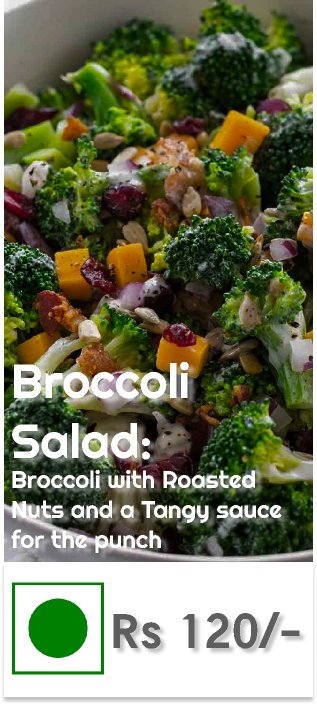 Broccoli
Salad:
Broccoli with Roasted
Nuts and a Tangy sauce
for the punch
Rs 120/-